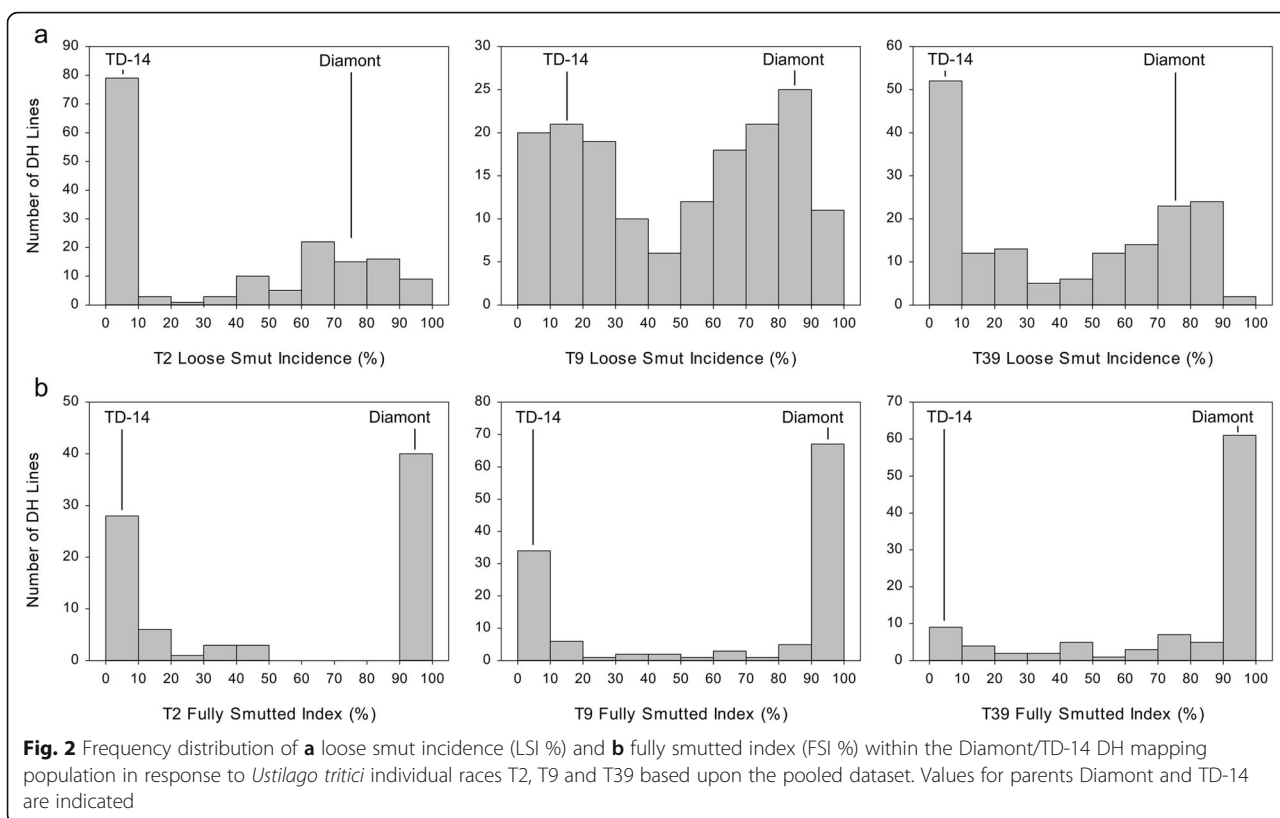 a
90
80
70
60
50
40
30
20
10
0
Number of DH Lines
TD-14
Diamont
0 10 20 30 40 50 60 70 80 90 100
T2 Loose Smut Incidence (%)
30
25
20
15
10
5
0
TD-14
Diamont
0 10 20 30 40 50 60 70 80 90 100
T9 Loose Smut Incidence (%)
60
50
40
30
20
10
0
TD-14
Diamont
0 10 20 30 40 50 60 70 80 90 100
T39 Loose Smut Incidence (%)
b
50
40
30
20
10
0
Number of DH Lines
TD-14
Diamont
0 10 20 30 40 50 60 70 80 90 100
T2 Fully Smutted Index (%)
80
70
60
50
40
30
20
10
0
TD-14
Diamont
0 10 20 30 40 50 60 70 80 90 100
T9 Fully Smutted Index (%)
70
60
50
40
30
20
10
0
TD-14
Diamont
0 10 20 30 40 50 60 70 80 90 100
T39 Fully Smutted Index (%)
Fig. 2 Frequency distribution of a loose smut incidence (LSI %) and b fully smutted index (FSI %) within the Diamont/TD-14 DH mapping
population in response to Ustilago tritici individual races T2, T9 and T39 based upon the pooled dataset. Values for parents Diamont and TD-14
are indicated